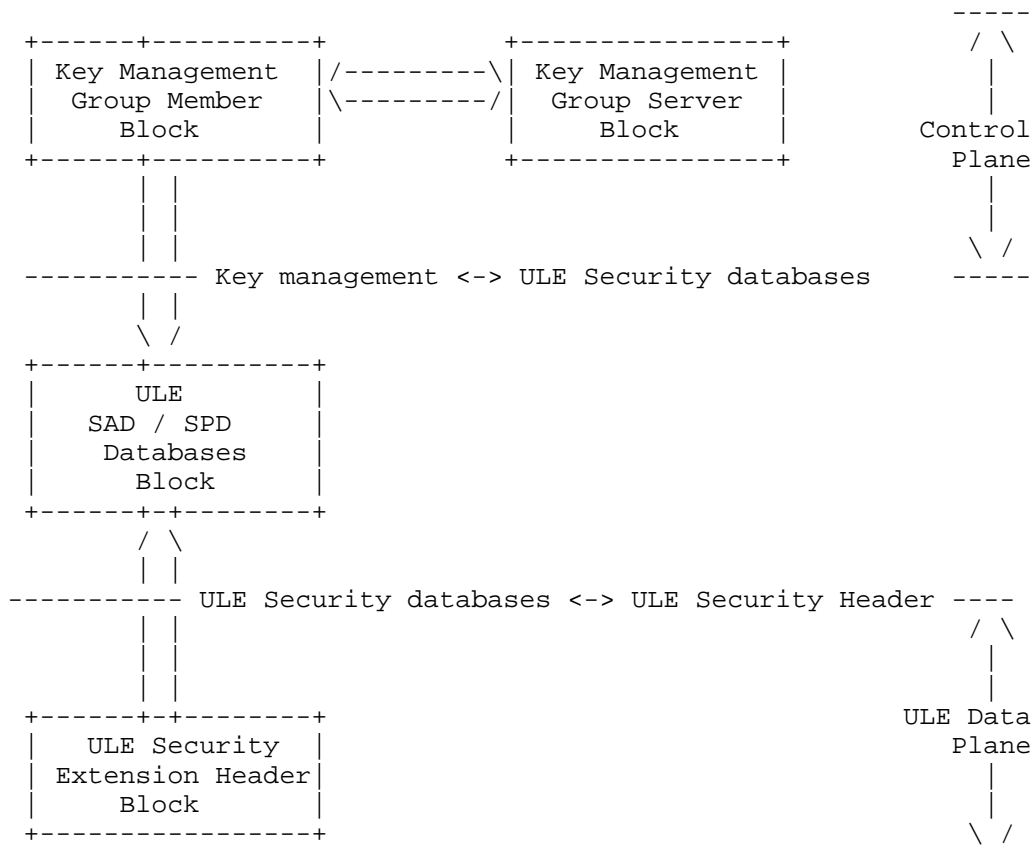 Key Management Key Management
Group Member Group Server
Block Block Control
Plane
Key management <-> ULE Security databases
ULE
SAD / SPD
Databases
Block
ULE Security databases <-> ULE Security Header
ULE Data
ULE Security Plane
Extension Header
Block